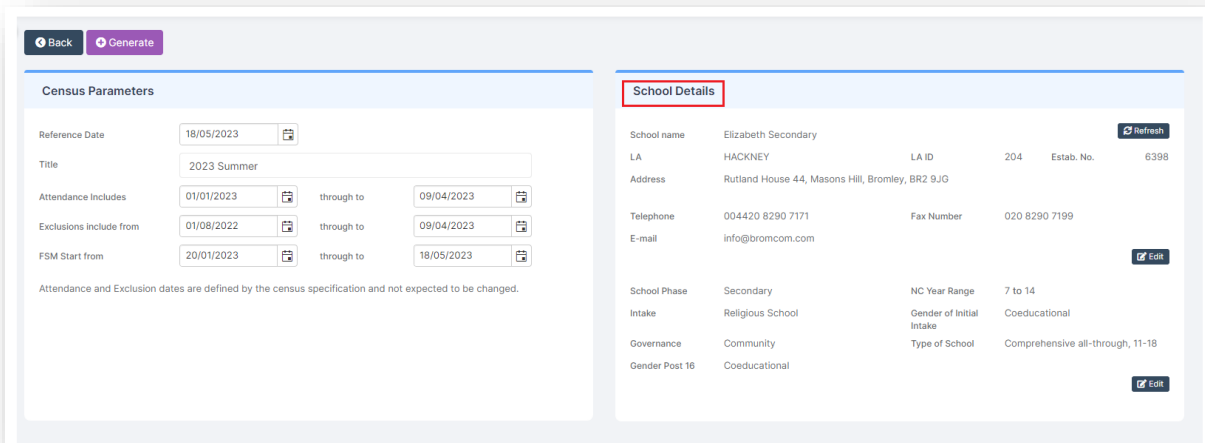 Back Generate
Census Parameters
Reference Date 18/05/2023
Title 2023 Summer
Attendance Includes 01/01/2023 through to 09/04/2023
Exclusions include from 01/08/2022 through to 09/04/2023
FSM Start from 20/01/2023 through to 18/05/2023
Attendance and Exclusion dates are defined by the census specification and not expected to be changed.
School Details
Refresh
School name Elizabeth Secondary
LA HACKNEY LA ID 204 Estab. No. 6398
Address Rutland House 44, Masons Hill, Bromley, BR2 9JG
Telephone 004420 8290 7171 Fax Number 020 8290 7199
E-mail info@bromcom.com
Edit
School Phase Secondary NC Year Range 7 to 14
Intake Religious School Gender of Initial Intake Coeducational
Governance Community Type of School Comprehensive all-through, 11-18
Gender Post 16 Coeducational
Edit